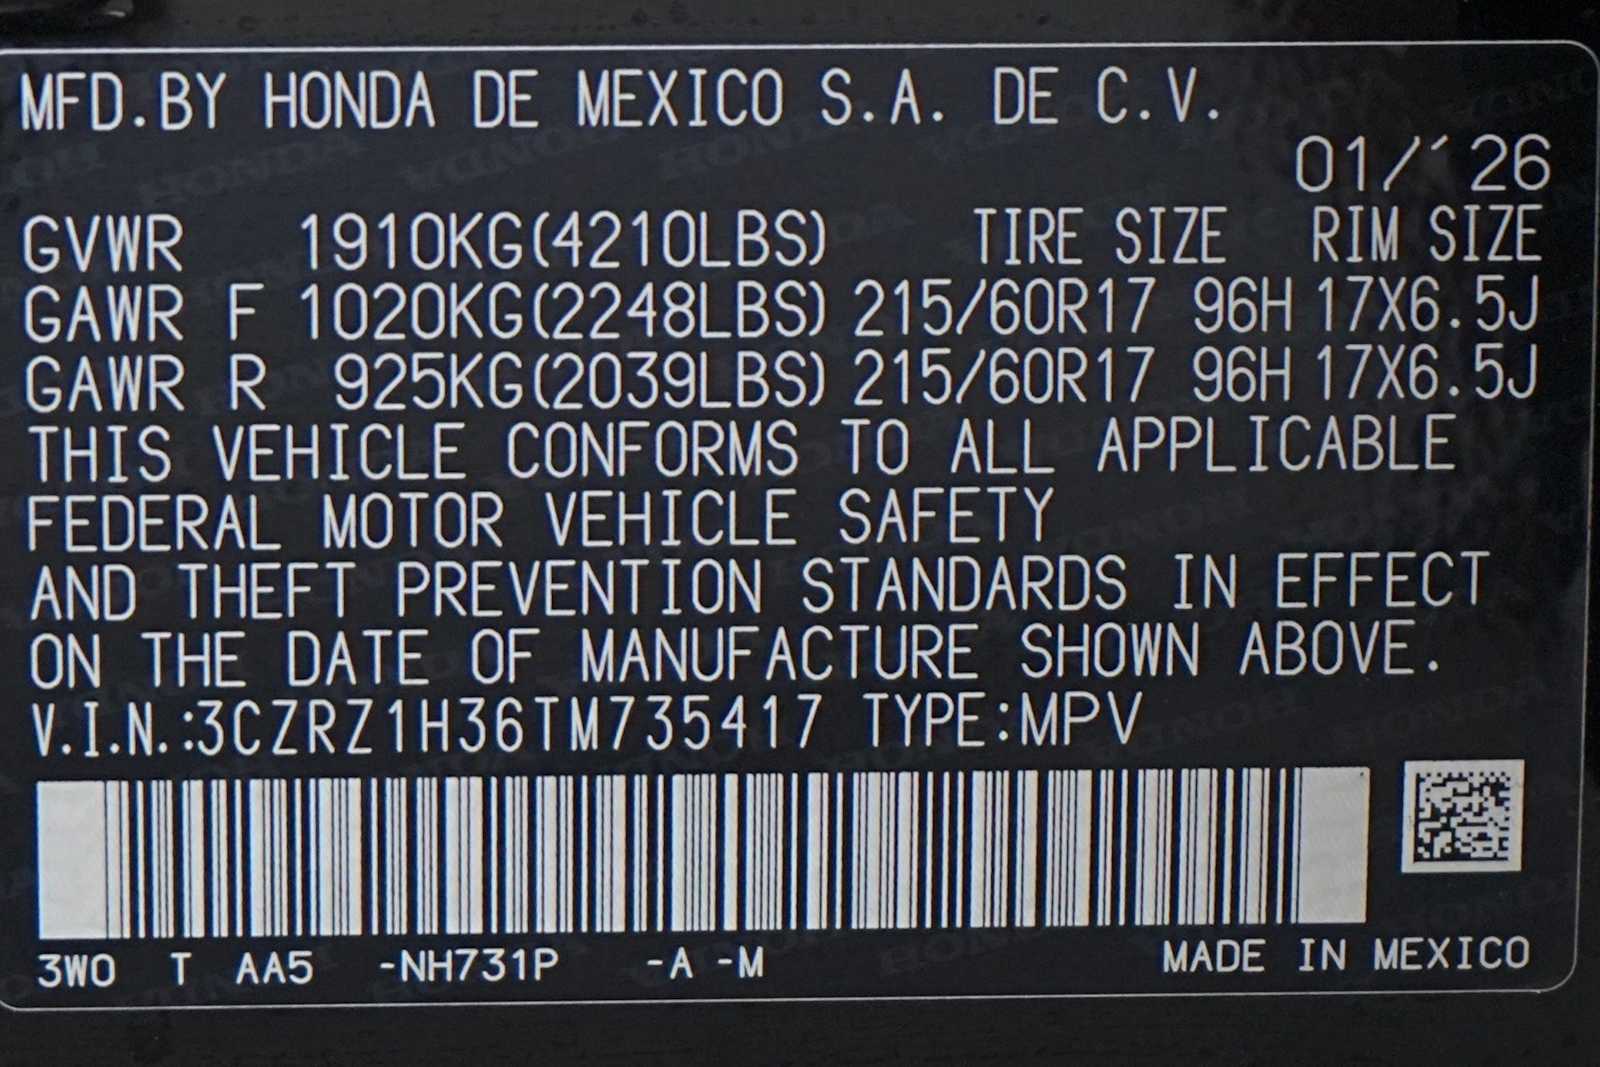 MFD.BY HONDA DE MEXICO S.A. DE C.V.
01/´26
GVWR 1910KG(4210LBS) TIRE SIZE RIM SIZE
GAWR F 1020KG(2248LBS) 215/60R17 96H 17X6.5J
GAWR R 925KG(2039LBS) 215/60R17 96H 17X6.5J
THIS VEHICLE CONFORMS TO ALL APPLICABLE
FEDERAL MOTOR VEHICLE SAFETY
AND THEFT PREVENTION STANDARDS IN EFFECT
ON THE DATE OF MANUFACTURE SHOWN ABOVE.
V.I.N.:3CZRZ1H36TM735417 TYPE:MPV
3W0 T AA5 -NH731P -A -M MADE IN MEXICO